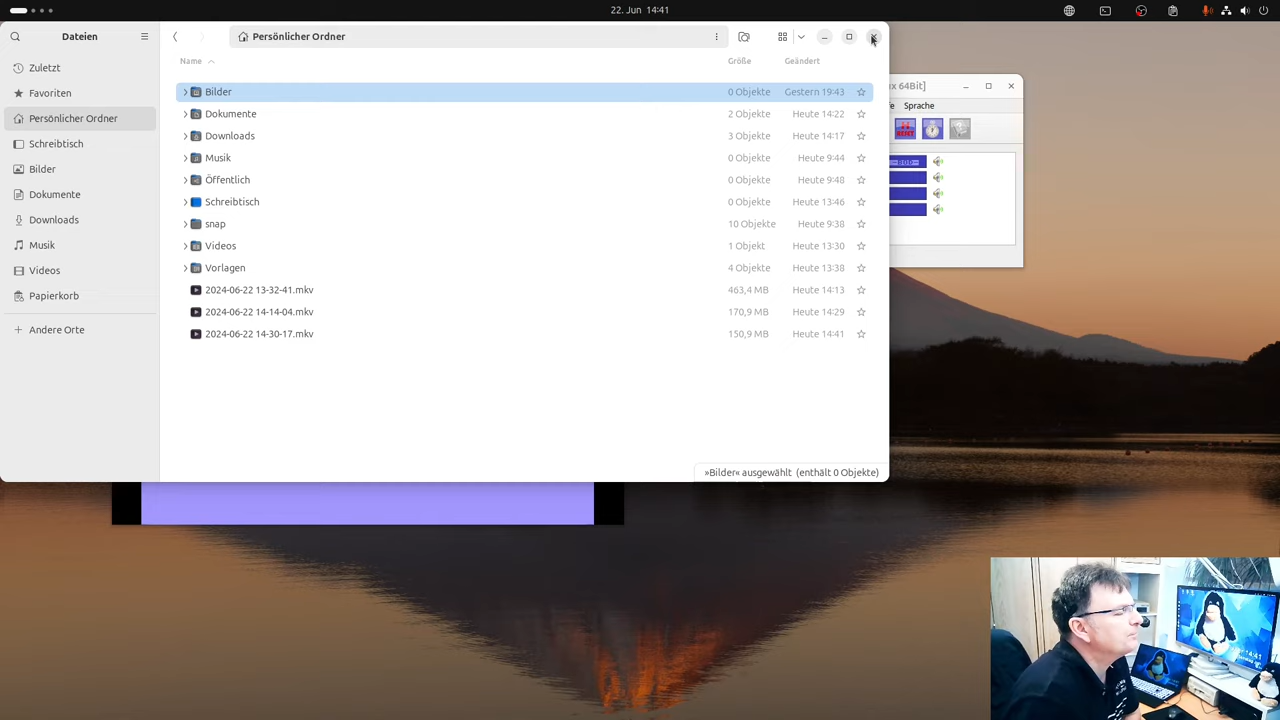 22. Jun 14:41
Dateien
Persönlicher Ordner
Name
Größe
Geändert
Zuletzt
Favoriten
Persönlicher Ordner
Schreibtisch
Bilder
Dokumente
Downloads
Musik
Videos
Papierkorb
Andere Orte
Bilder 0 Objekte Gestern 19:43
Dokumente 2 Objekte Heute 14:22
Downloads 3 Objekte Heute 14:17
Musik 0 Objekte Heute 9:44
Öffentlich 0 Objekte Heute 9:48
Schreibtisch 0 Objekte Heute 13:46
snap 10 Objekte Heute 9:38
Videos 1 Objekt Heute 13:30
Vorlagen 4 Objekte Heute 13:38
2024-06-22 13-32-41.mkv 463,4 MB Heute 14:13
2024-06-22 14-14-04.mkv 170,9 MB Heute 14:29
2024-06-22 14-30-17.mkv 150,9 MB Heute 14:41
»Bilder« ausgewählt (enthält 0 Objekte)
x 64Bit]
fe Sprache
RESET